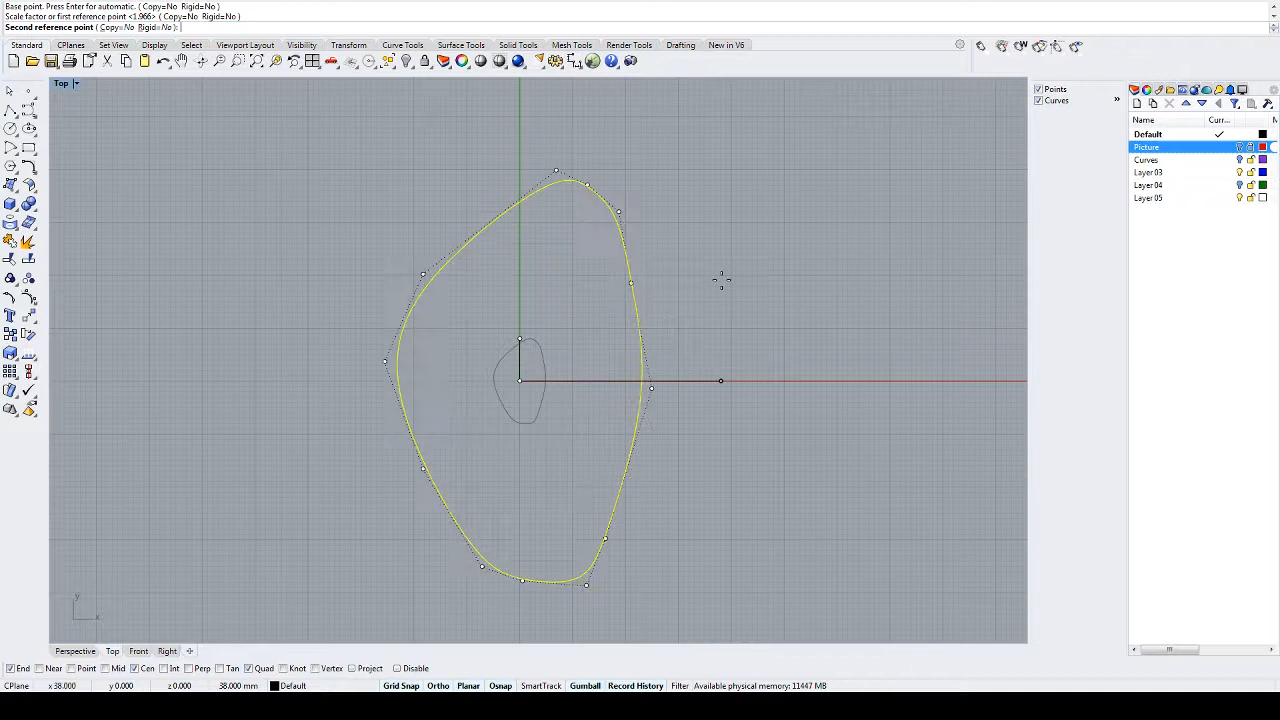 Base point. Press Enter for automatic. ( Copy=No Rigid=No )
Scale factor or first reference point <1.966> ( Copy=No Rigid=No )
Second reference point ( Copy=No Rigid=No ):
Standard CPlanes Set View Display Select Viewport Layout Visibility Transform Curve Tools Surface Tools Solid Tools Mesh Tools Render Tools Drafting New in V6
Top
Points
Curves
Name Curr... M
Default
Picture
Curves
Layer 03
Layer 04
Layer 05
y
x
Perspective Top Front Right
End Near Point Mid Cen Int Perp Tan Quad Knot Vertex Project Disable
CPlane x 38.000 y 0.000 z 0.000 38.000 mm Default Grid Snap Ortho Planar Osnap SmartTrack Gumball Record History Filter Available physical memory: 11447 MB